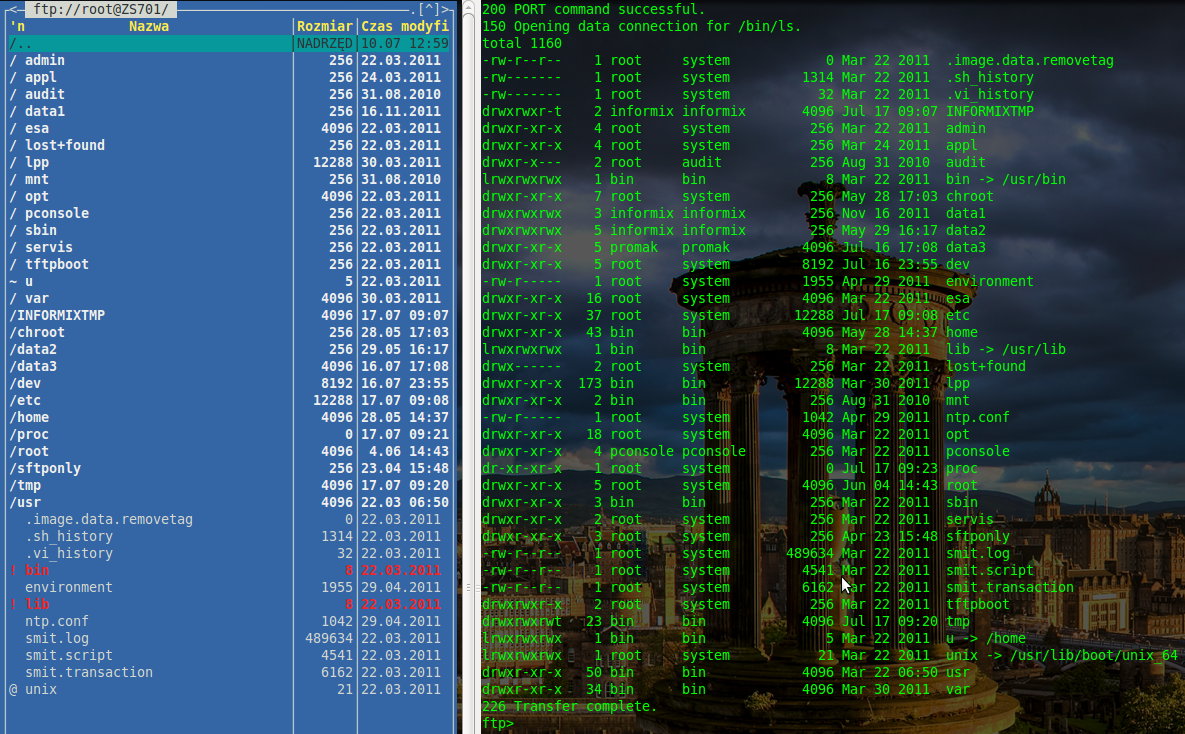 ┌<─ ftp://root@ZS701/ ─.[^]>┐
'n Nazwa │Rozmiar│Czas modyfi
/.. │NADRZĘD│10.07 12:59
/ admin │ 256│22.03.2011
/ appl │ 256│24.03.2011
/ audit │ 256│31.08.2010
/ data1 │ 256│16.11.2011
/ esa │ 4096│22.03.2011
/ lost+found │ 256│22.03.2011
/ lpp │ 12288│30.03.2011
/ mnt │ 256│31.08.2010
/ opt │ 4096│22.03.2011
/ pconsole │ 256│22.03.2011
/ sbin │ 256│22.03.2011
/ servis │ 256│22.03.2011
/ tftpboot │ 256│22.03.2011
~ u │ 5│22.03.2011
/ var │ 4096│30.03.2011
/INFORMIXTMP │ 4096│17.07 09:07
/chroot │ 256│28.05 17:03
/data2 │ 256│29.05 16:17
/data3 │ 4096│16.07 17:08
/dev │ 8192│16.07 23:55
/etc │ 12288│17.07 09:08
/home │ 4096│28.05 14:37
/proc │ 0│17.07 09:21
/root │ 4096│ 4.06 14:43
/sftponly │ 256│23.04 15:48
/tmp │ 4096│17.07 09:20
/usr │ 4096│22.03 06:50
.image.data.removetag │ 0│22.03.2011
.sh_history │ 1314│22.03.2011
.vi_history │ 32│22.03.2011
! bin │ 8│22.03.2011
environment │ 1955│29.04.2011
! lib │ 8│22.03.2011
ntp.conf │ 1042│29.04.2011
smit.log │ 489634│22.03.2011
smit.script │ 4541│22.03.2011
smit.transaction │ 6162│22.03.2011
@ unix │ 21│22.03.2011
200 PORT command successful.
150 Opening data connection for /bin/ls.
total 1160
-rw-r--r-- 1 root system 0 Mar 22 2011 .image.data.removetag
-rw------- 1 root system 1314 Mar 22 2011 .sh_history
-rw------- 1 root system 32 Mar 22 2011 .vi_history
drwxrwxr-t 2 informix informix 4096 Jul 17 09:07 INFORMIXTMP
drwxr-xr-x 4 root system 256 Mar 22 2011 admin
drwxr-xr-x 4 root system 256 Mar 24 2011 appl
drwxr-x--- 2 root audit 256 Aug 31 2010 audit
lrwxrwxrwx 1 bin bin 8 Mar 22 2011 bin -> /usr/bin
drwxr-xr-x 7 root system 256 May 28 17:03 chroot
drwxrwxrwx 3 informix informix 256 Nov 16 2011 data1
drwxrwxrwx 5 informix informix 256 May 29 16:17 data2
drwxr-xr-x 5 promak promak 4096 Jul 16 17:08 data3
drwxr-xr-x 5 root system 8192 Jul 16 23:55 dev
-rw-r----- 1 root system 1955 Apr 29 2011 environment
drwxr-xr-x 16 root system 4096 Mar 22 2011 esa
drwxr-xr-x 37 root system 12288 Jul 17 09:08 etc
drwxr-xr-x 43 bin bin 4096 May 28 14:37 home
lrwxrwxrwx 1 bin bin 8 Mar 22 2011 lib -> /usr/lib
drwx------ 2 root system 256 Mar 22 2011 lost+found
drwxr-xr-x 173 bin bin 12288 Mar 30 2011 lpp
drwxr-xr-x 2 bin bin 256 Aug 31 2010 mnt
-rw-r----- 1 root system 1042 Apr 29 2011 ntp.conf
drwxr-xr-x 18 root system 4096 Mar 22 2011 opt
drwxr-xr-x 4 pconsole pconsole 256 Mar 22 2011 pconsole
dr-xr-xr-x 1 root system 0 Jul 17 09:23 proc
drwxr-xr-x 5 root system 4096 Jun 04 14:43 root
drwxr-xr-x 3 bin bin 256 Mar 22 2011 sbin
drwxr-xr-x 2 root system 256 Mar 22 2011 servis
drwxr-xr-x 3 root system 256 Apr 23 15:48 sftponly
-rw-r--r-- 1 root system 489634 Mar 22 2011 smit.log
-rw-r--r-- 1 root system 4541 Mar 22 2011 smit.script
-rw-r--r-- 1 root system 6162 Mar 22 2011 smit.transaction
drwxrwxr-x 2 root system 256 Mar 22 2011 tftpboot
drwxrwxrwt 23 bin bin 4096 Jul 17 09:20 tmp
lrwxrwxrwx 1 bin bin 5 Mar 22 2011 u -> /home
lrwxrwxrwx 1 root system 21 Mar 22 2011 unix -> /usr/lib/boot/unix_64
drwxr-xr-x 50 bin bin 4096 Mar 22 06:50 usr
drwxr-xr-x 34 bin bin 4096 Mar 30 2011 var
226 Transfer complete.
ftp>